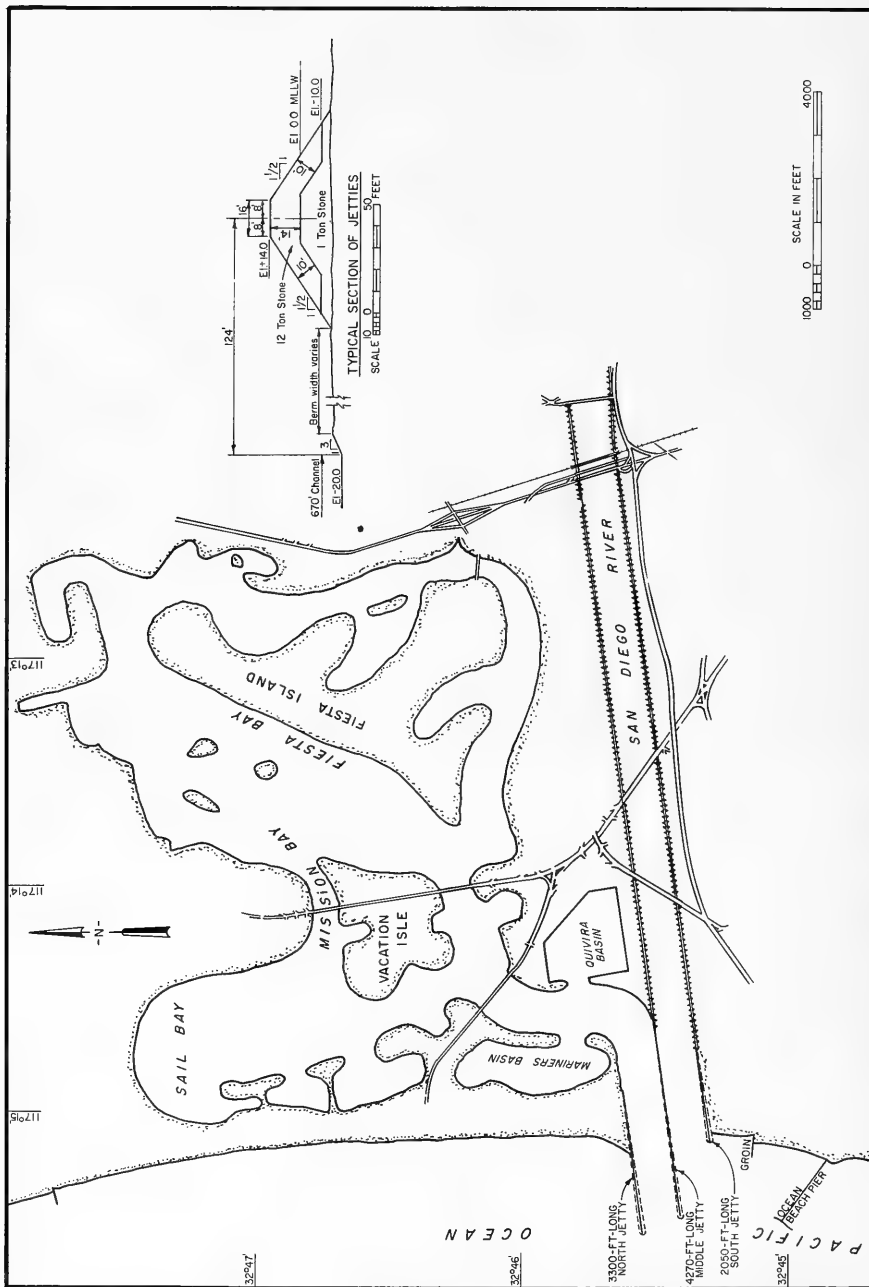 117°15'
117°14'
117°13'
32°47'
32°46'
32°45'
-N-
SAIL BAY
MISSION
BAY
VACATION
ISLE
FIESTA BAY
FIESTA ISLAND
MARINERS BASIN
QUIVIRA
BASIN
SAN DIEGO RIVER
PACIFIC
OCEAN
3300-FT-LONG
NORTH JETTY
4270-FT-LONG
MIDDLE JETTY
2050-FT-LONG
SOUTH JETTY
GROIN
OCEAN
BEACH PIER
124'
16'
8'
8'
El.+14.0
14'
12 Ton Stone
1 Ton Stone
10'
10'
1 1/2
1
1 1/2
1
El 0.0 MLLW
El.-10.0
Berm width varies
670' Channel
1
3
El-20.0
TYPICAL SECTION OF JETTIES
10 0 50
SCALE FEET
SCALE IN FEET
1000 0 4000